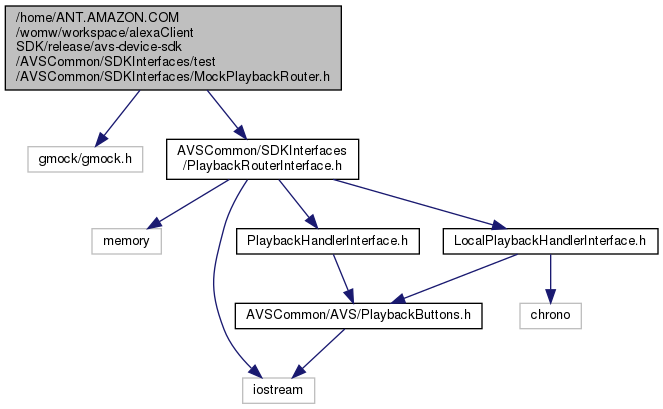 /home/ANT.AMAZON.COM
/womw/workspace/alexaClient
SDK/release/avs-device-sdk
/AVSCommon/SDKInterfaces/test
/AVSCommon/SDKInterfaces/MockPlaybackRouter.h
gmock/gmock.h
AVSCommon/SDKInterfaces
/PlaybackRouterInterface.h
memory
PlaybackHandlerInterface.h
LocalPlaybackHandlerInterface.h
AVSCommon/AVS/PlaybackButtons.h
chrono
iostream